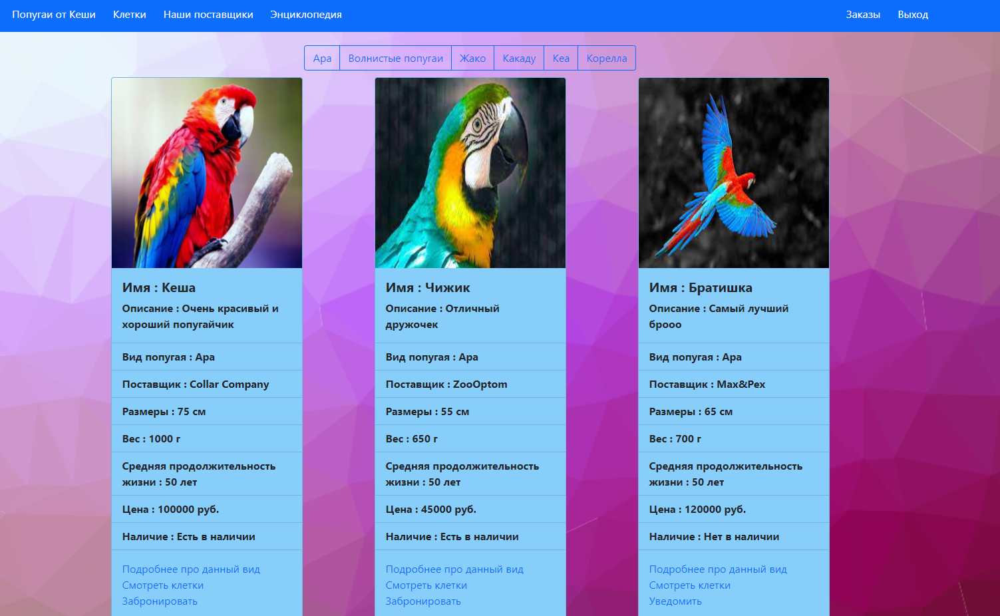 Попугаи от Кеши Клетки Наши поставщики Энциклопедия Заказы Выход
Ара Волнистые попугаи Жако Какаду Кеа Корелла
Имя : Кеша
Описание : Очень красивый и
хороший попугайчик
Вид попугая : Ара
Поставщик : Collar Company
Размеры : 75 см
Вес : 1000 г
Средняя продолжительность
жизни : 50 лет
Цена : 100000 руб.
Наличие : Есть в наличии
Подробнее про данный вид
Смотреть клетки
Забронировать
Имя : Чижик
Описание : Отличный
дружочек
Вид попугая : Ара
Поставщик : ZooOptom
Размеры : 55 см
Вес : 650 г
Средняя продолжительность
жизни : 50 лет
Цена : 45000 руб.
Наличие : Есть в наличии
Подробнее про данный вид
Смотреть клетки
Забронировать
Имя : Братишка
Описание : Самый лучший
брооо
Вид попугая : Ара
Поставщик : Max&Pex
Размеры : 65 см
Вес : 700 г
Средняя продолжительность
жизни : 50 лет
Цена : 120000 руб.
Наличие : Нет в наличии
Подробнее про данный вид
Смотреть клетки
Уведомить